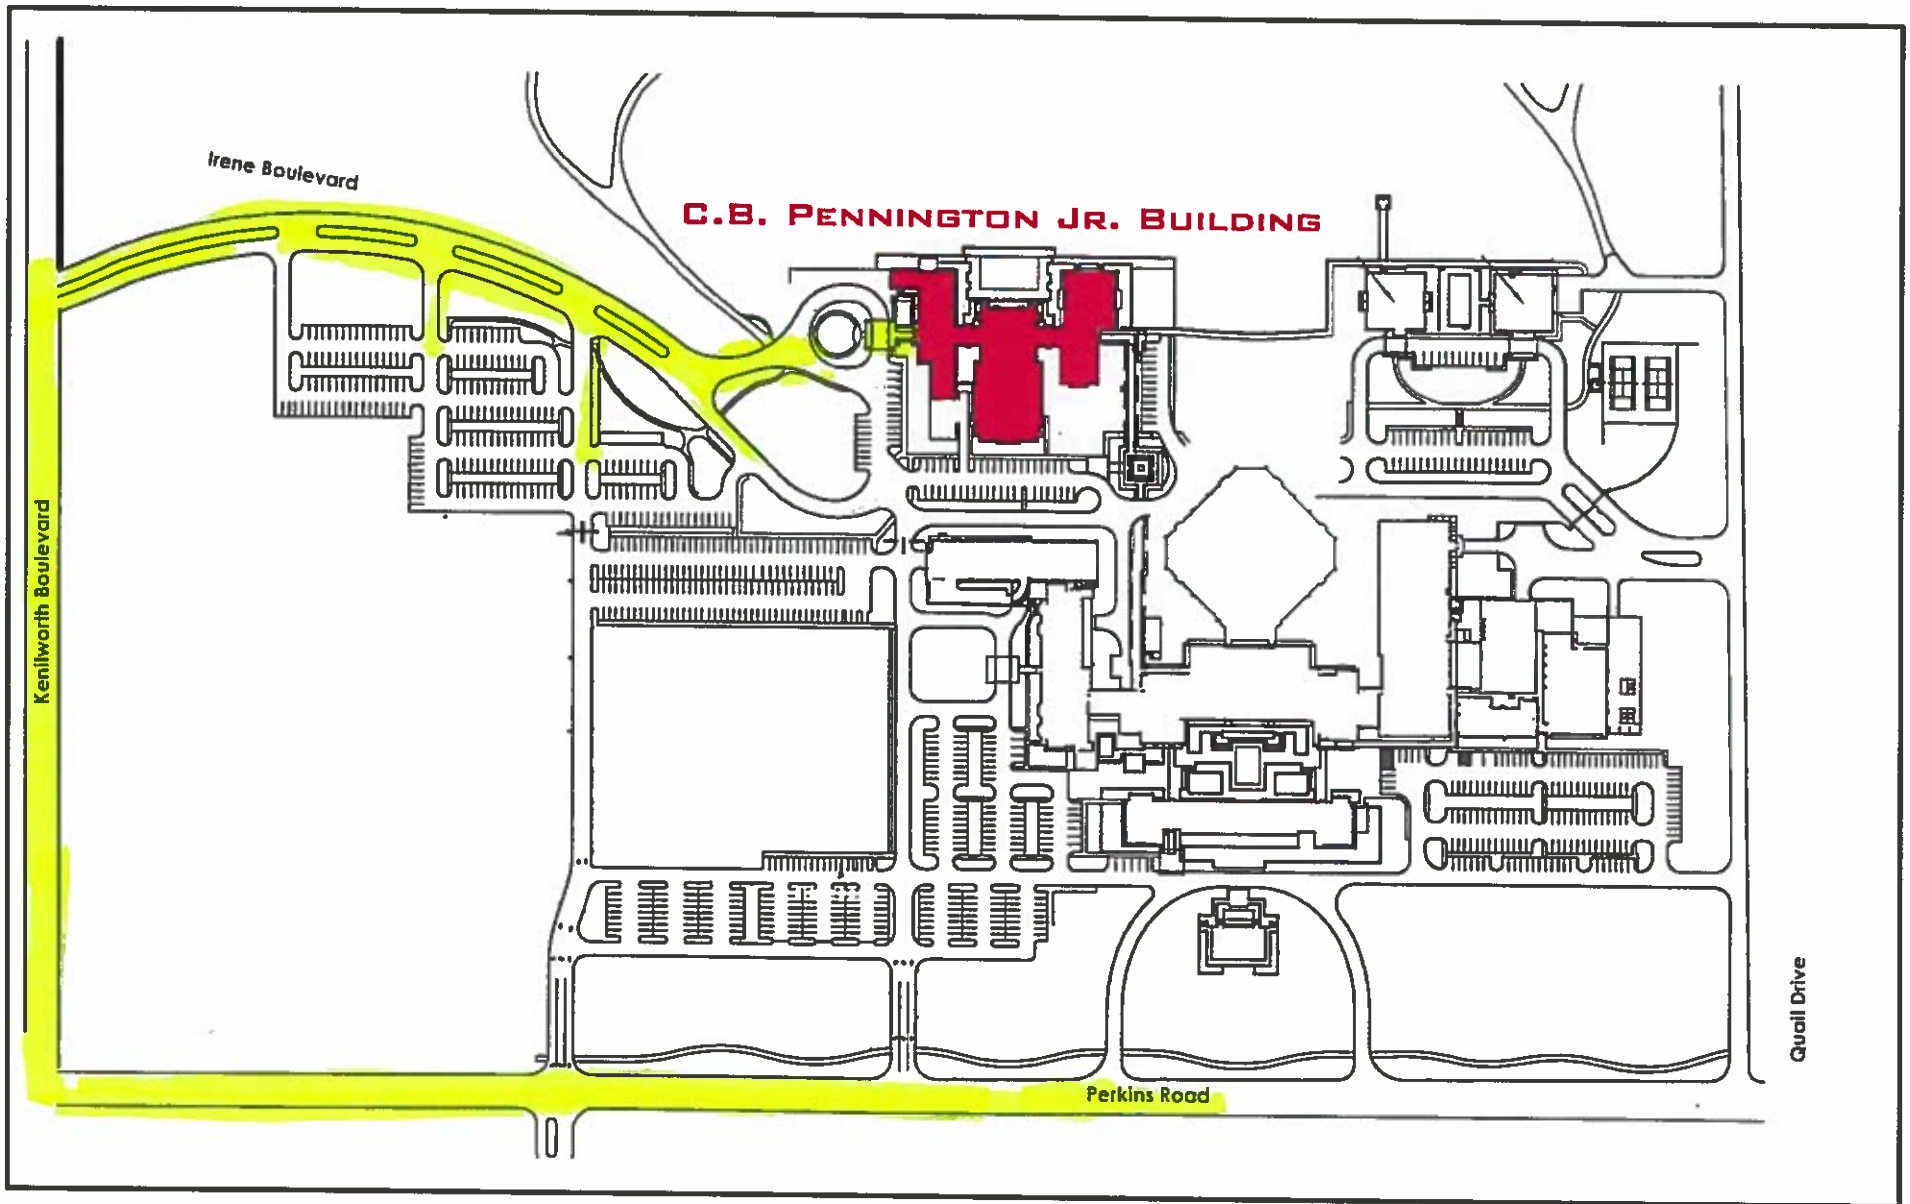 Irene Boulevard
C.B. PENNINGTON JR. BUILDING
Kenilworth Boulevard
Quail Drive
Perkins Road